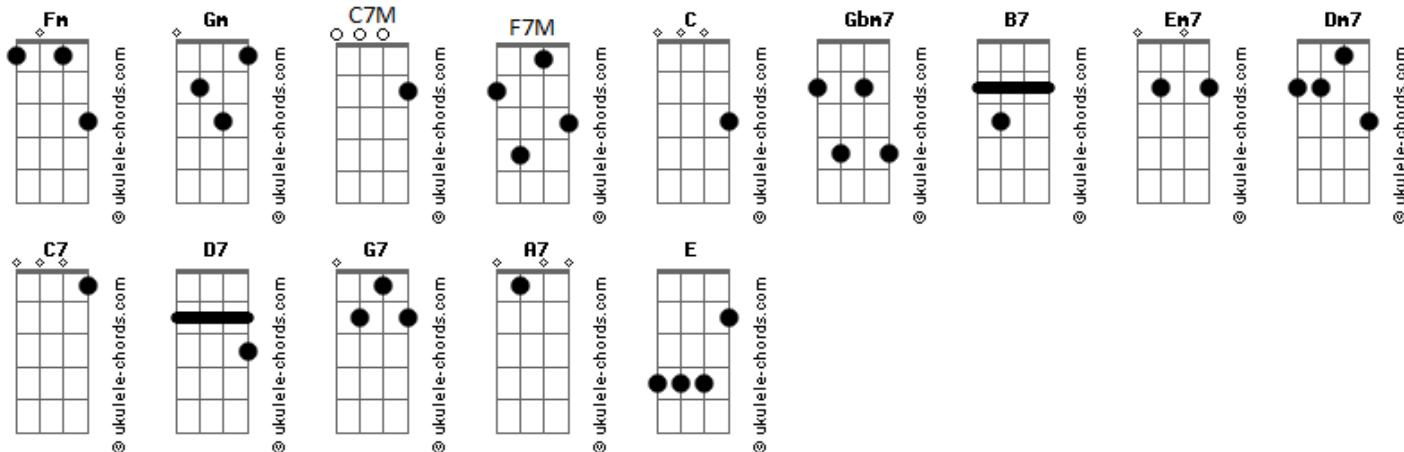 Fm Gm C7M F7M C Gbm7 B7 Em7 Dm7
© ukulele-chords.com © ukulele-chords.com © ukulele-chords.com © ukulele-chords.com © ukulele-chords.com © ukulele-chords.com © ukulele-chords.com © ukulele-chords.com © ukulele-chords.com
C7 D7 G7 A7 E
© ukulele-chords.com © ukulele-chords.com © ukulele-chords.com © ukulele-chords.com © ukulele-chords.com